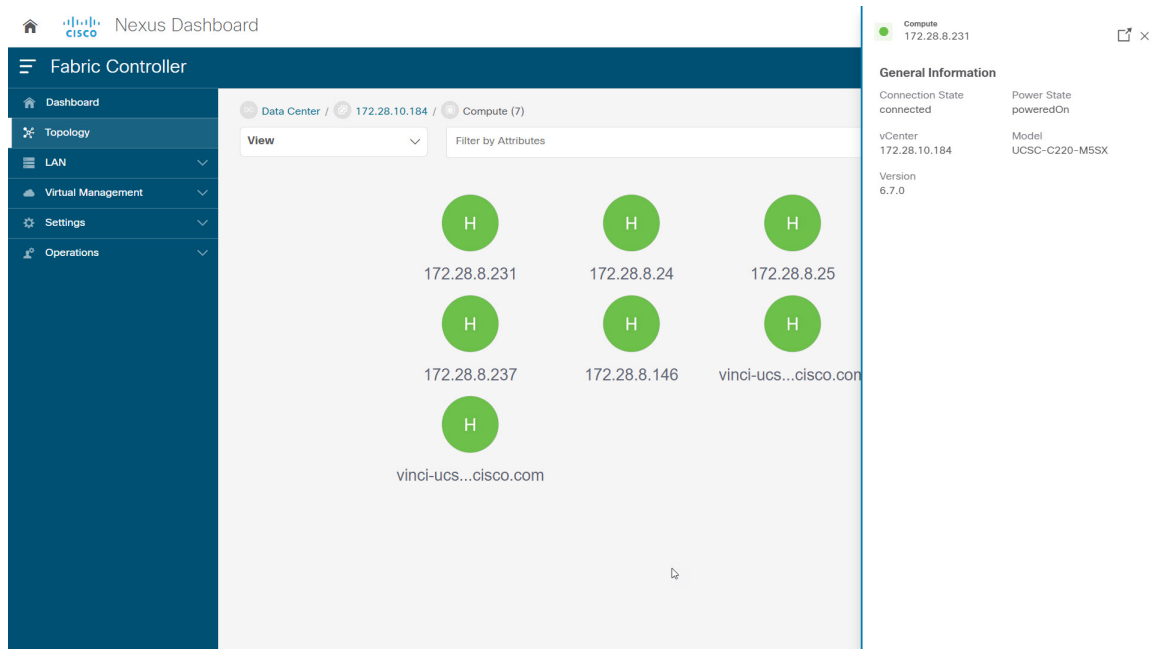 CISCO Nexus Dashboard
Fabric Controller
Dashboard
Topology
LAN
Virtual Management
Settings
Operations
Data Center / 172.28.10.184 / Compute (7)
View
Filter by Attributes
H H H
172.28.8.231 172.28.8.24 172.28.8.25
H H H
172.28.8.237 172.28.8.146 vinci-ucs...cisco.com
H
vinci-ucs...cisco.com
Compute
172.28.8.231
General Information
Connection State Power State
connected poweredOn
vCenter Model
172.28.10.184 UCSC-C220-M5SX
Version
6.7.0